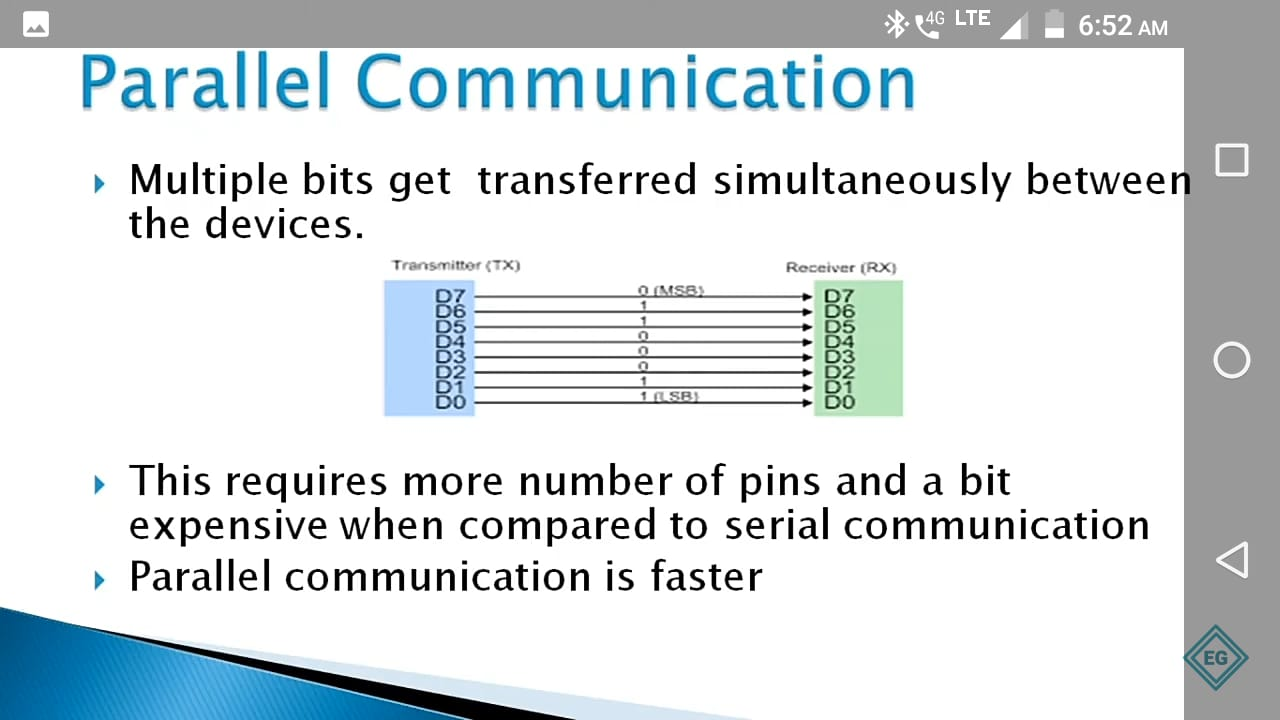 4G LTE 6:52 AM
Parallel Communication
Multiple bits get transferred simultaneously between
the devices.
Transmitter (TX) Receiver (RX)
D7 0 (MSB) D7
D6 1 D6
D5 1 D5
D4 0 D4
D3 0 D3
D2 0 D2
D1 1 D1
D0 1 (LSB) D0
This requires more number of pins and a bit
expensive when compared to serial communication
Parallel communication is faster
EG